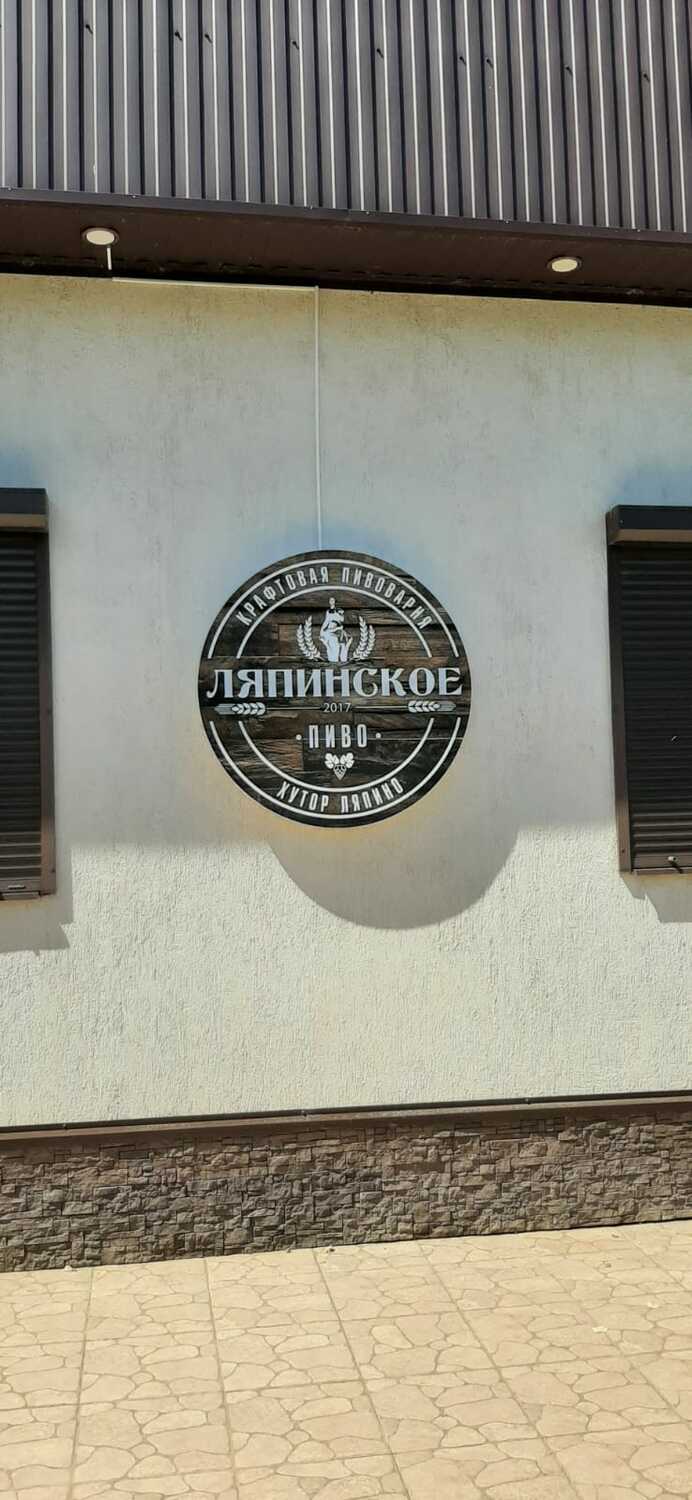 КРАФТОВАЯ ПИВОВАРНЯ
ЛЯПИНСКОЕ
2017
·ПИВО·
ХУТОР ЛЯПИНО